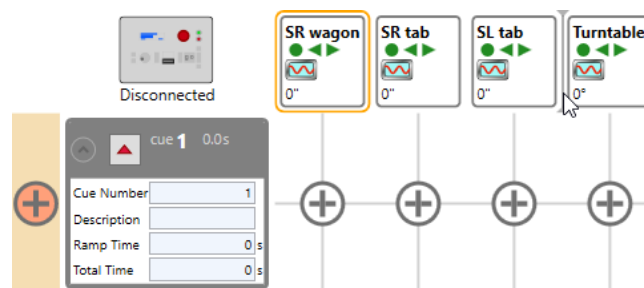 SR wagon
SR tab
SL tab
Turntable
0"
0"
0"
0°
Disconnected
cue 1 0.0s
Cue Number 1
Description
Ramp Time 0 s
Total Time 0 s